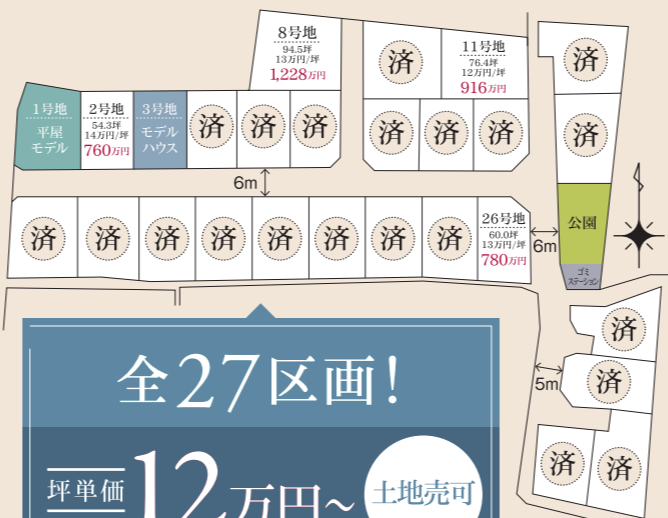 8号地
94.5坪
13万円/坪
1,228万円
済
11号地
76.4坪
12万円/坪
916万円
済
1号地
平屋
モデル
2号地
54.3坪
14万円/坪
760万円
3号地
モデル
ハウス
済
済
済
済
済
済
済
6m
済
済
済
済
済
済
済
済
26号地
60.0坪
13万円/坪
780万円
6m
公園
ゴミ
ステーション
済
5m
済
済
済
全27区画!
坪単価
12万円~
土地売可